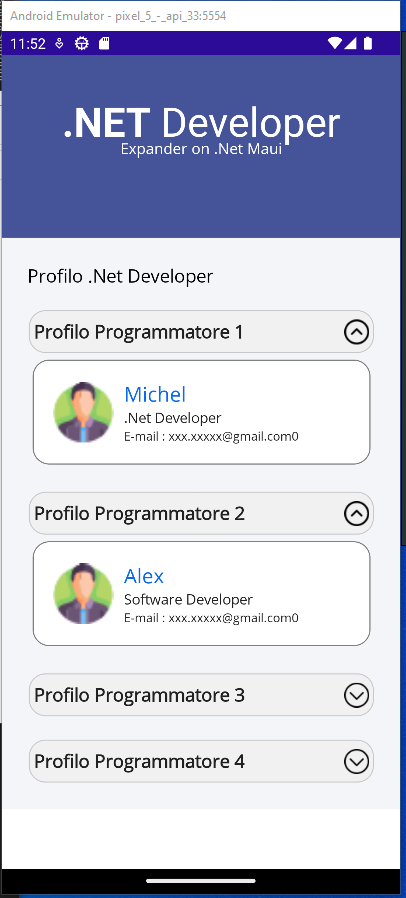 Android Emulator - pixel_5_-_api_33:5554
11:52
.NET Developer
Expander on .Net Maui
Profilo .Net Developer
Profilo Programmatore 1
Michel
.Net Developer
E-mail : xxx.xxxxx@gmail.com0
Profilo Programmatore 2
Alex
Software Developer
E-mail : xxx.xxxxx@gmail.com0
Profilo Programmatore 3
Profilo Programmatore 4